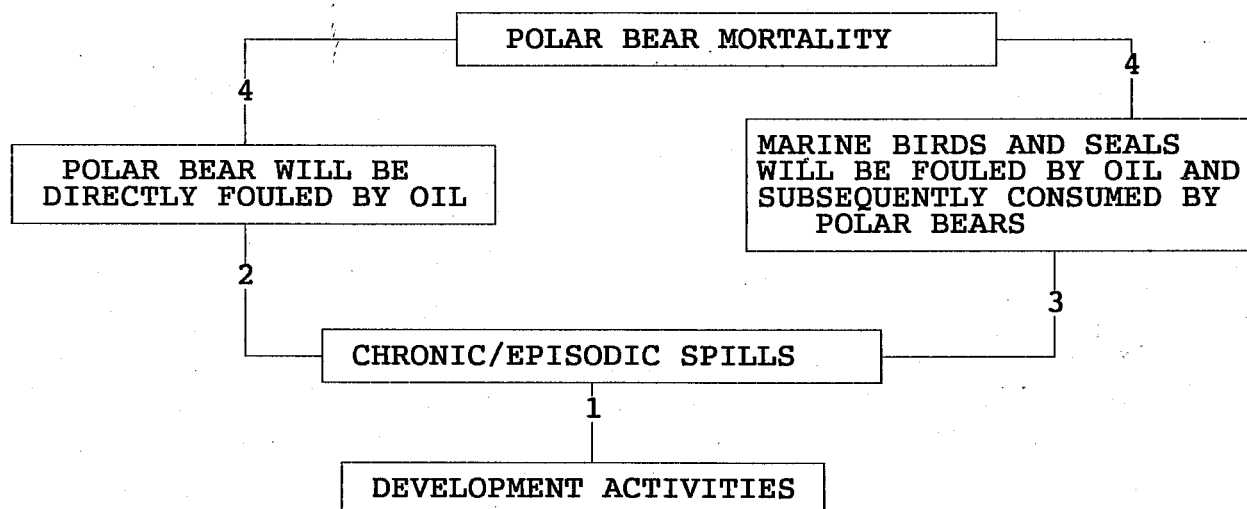 POLAR BEAR MORTALITY
4
4
POLAR BEAR WILL BE
DIRECTLY FOULED BY OIL
MARINE BIRDS AND SEALS
WILL BE FOULED BY OIL AND
SUBSEQUENTLY CONSUMED BY
POLAR BEARS
2
3
CHRONIC/EPISODIC SPILLS
1
DEVELOPMENT ACTIVITIES